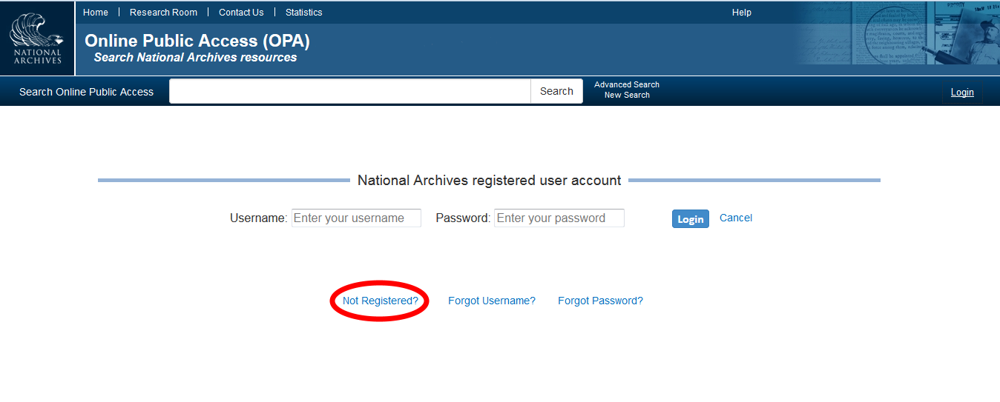 Home | Research Room | Contact Us | Statistics
Help
NATIONAL
ARCHIVES
Online Public Access (OPA)
Search National Archives resources
Search Online Public Access
Search
Advanced Search
New Search
Login
National Archives registered user account
Username: Enter your username Password: Enter your password Login Cancel
Not Registered? Forgot Username? Forgot Password?